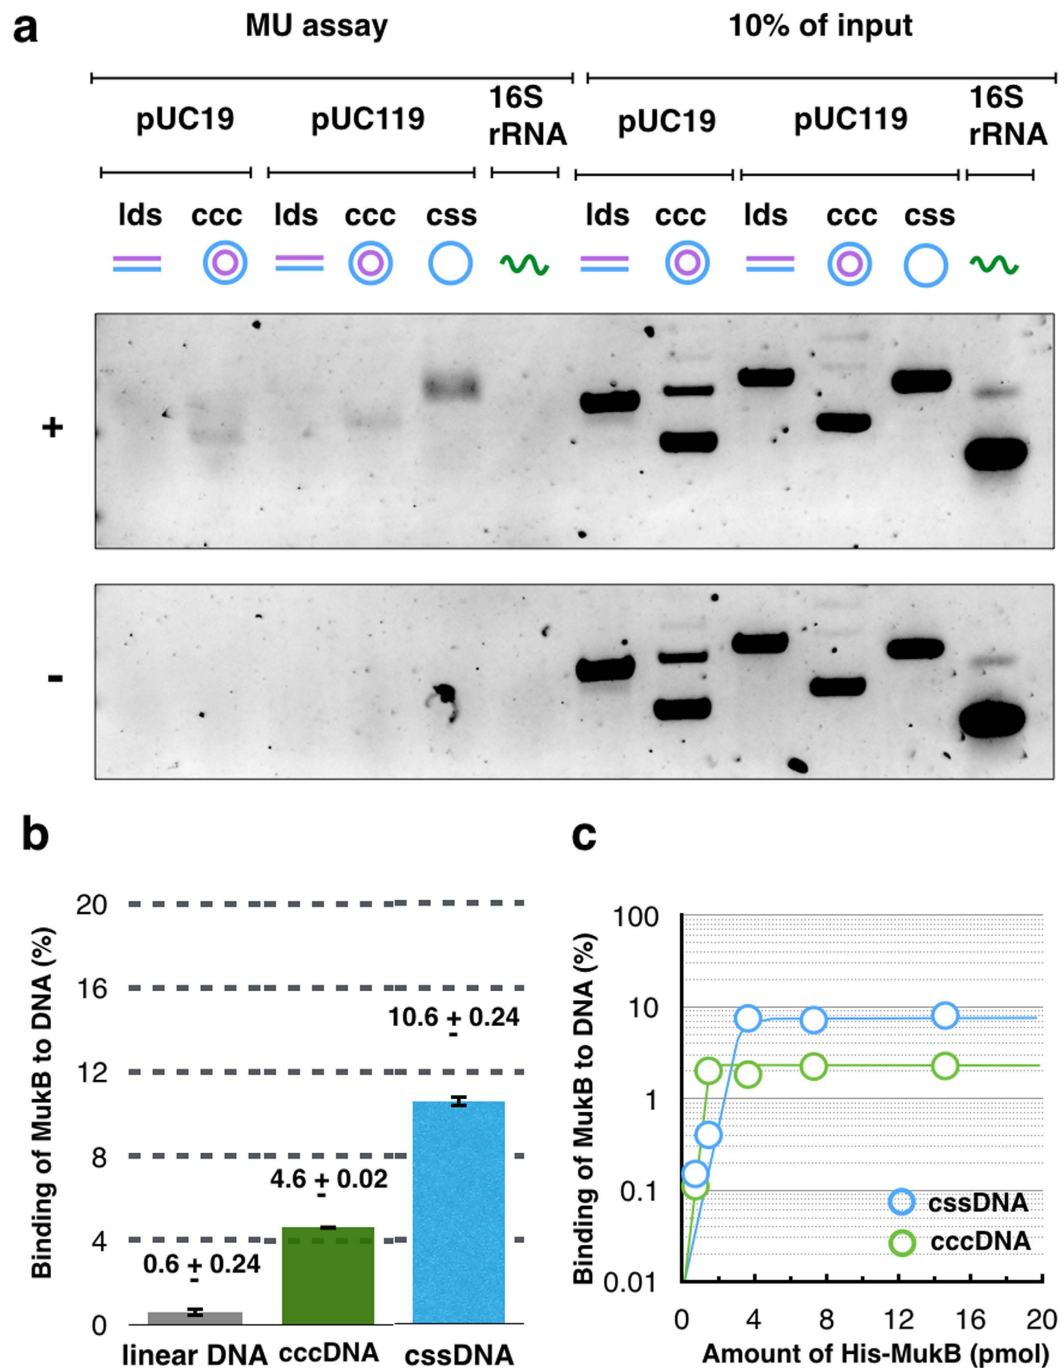 a
MU assay 10% of input
pUC19 pUC119 16S rRNA pUC19 pUC119 16S rRNA
lds ccc lds ccc css lds ccc lds ccc css
+
-
b
Binding of MukB to DNA (%)
20
16
12
8
4
0
0.6 ± 0.24
4.6 ± 0.02
10.6 ± 0.24
linear DNA cccDNA cssDNA
c
Binding of MukB to DNA (%)
100
10
1
0.1
0.01
cssDNA
cccDNA
0 4 8 12 16 20
Amount of His-MukB (pmol)